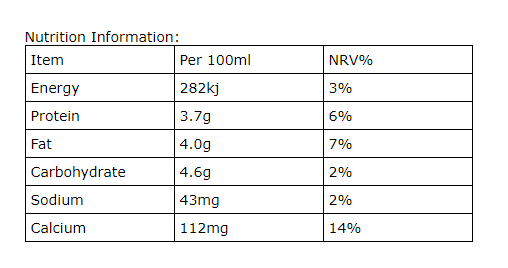 Nutrition Information:
Item Per 100ml NRV%
Energy 282kj 3%
Protein 3.7g 6%
Fat 4.0g 7%
Carbohydrate 4.6g 2%
Sodium 43mg 2%
Calcium 112mg 14%